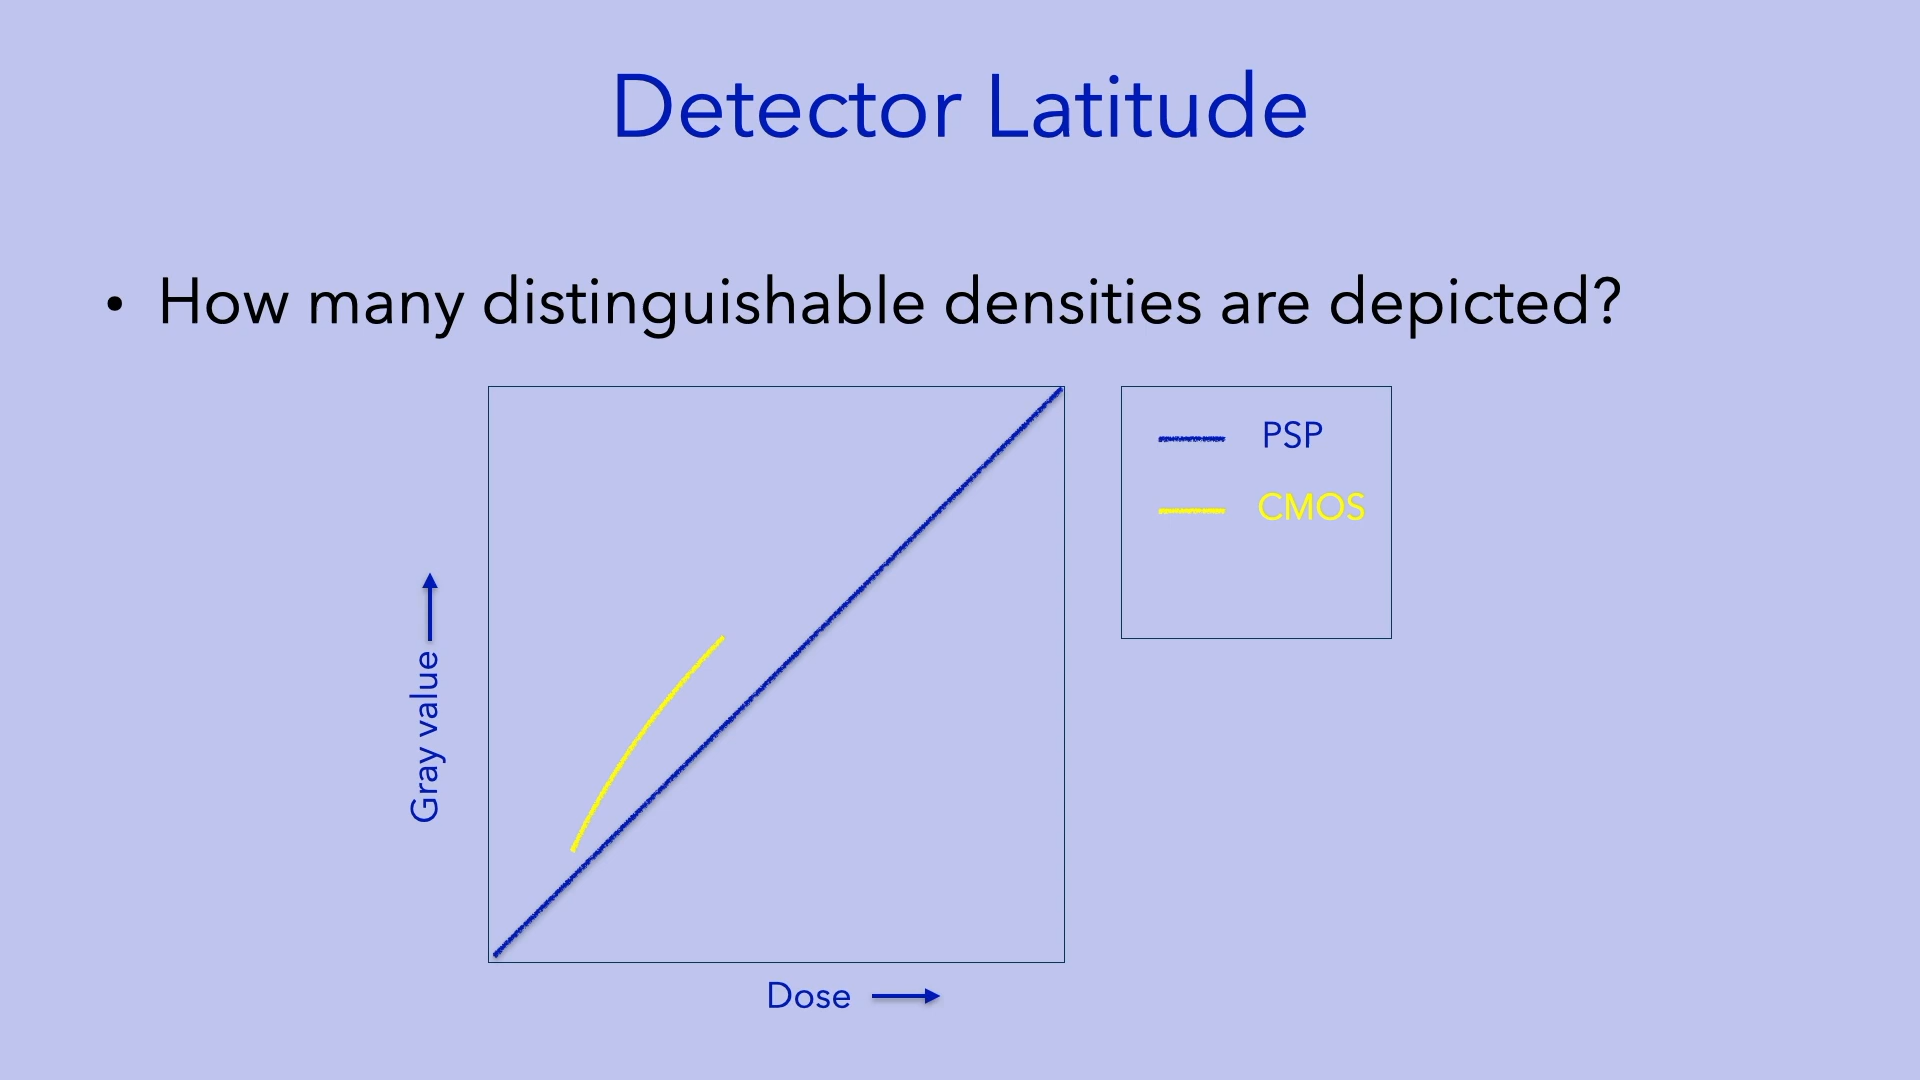 Detector Latitude
• How many distinguishable densities are depicted?
PSP
CMOS
Gray value
Dose